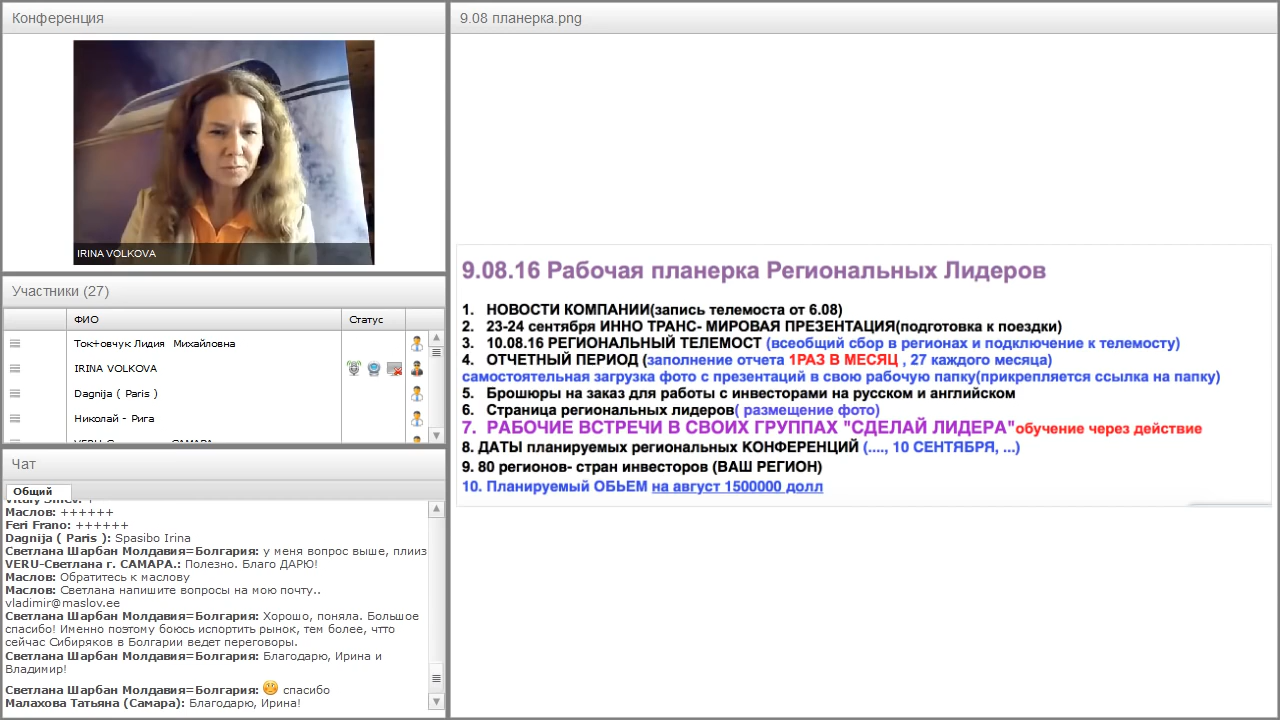 Конференция
IRINA VOLKOVA
Участники (27)
ФИО
Статус
Ток+овчук Лидия Михайловна
IRINA VOLKOVA
Dagnija ( Paris )
Николай - Рига
Чат
Общий
Маслов: ++++++
Feri Frano: ++++++
Dagnija ( Paris ): Spasibo Irina
Светлана Шарбан Молдавия=Болгария: у меня вопрос выше, плииз
VERU-Светлана г. САМАРА.: Полезно. Благо ДАРЮ!
Маслов: Обратитесь к маслову
Маслов: Светлана напишите вопросы на мою почту..
vladimir@maslov.ee
Светлана Шарбан Молдавия=Болгария: Хорошо, поняла. Большое
спасибо! Именно поэтому боюсь испортить рынок, тем более, чтто
сейчас Сибиряков в Болгарии ведет переговоры.
Светлана Шарбан Молдавия=Болгария: Благодарю, Ирина и
Владимир!
Светлана Шарбан Молдавия=Болгария: спасибо
Малахова Татьяна (Самара): Благодарю, Ирина!
9.08 планерка.png
9.08.16 Рабочая планерка Региональных Лидеров
1. НОВОСТИ КОМПАНИИ(запись телемоста от 6.08)
2. 23-24 сентября ИННО ТРАНС- МИРОВАЯ ПРЕЗЕНТАЦИЯ(подготовка к поездки)
3. 10.08.16 РЕГИОНАЛЬНЫЙ ТЕЛЕМОСТ (всеобщий сбор в регионах и подключение к телемосту)
4. ОТЧЕТНЫЙ ПЕРИОД (заполнение отчета 1РАЗ В МЕСЯЦ , 27 каждого месяца)
самостоятельная загрузка фото с презентаций в свою рабочую папку(прикрепляется ссылка на папку)
5. Брошюры на заказ для работы с инвесторами на русском и английском
6. Страница региональных лидеров( размещение фото)
7. РАБОЧИЕ ВСТРЕЧИ В СВОИХ ГРУППАХ "СДЕЛАЙ ЛИДЕРА"обучение через действие
8. ДАТЫ планируемых региональных КОНФЕРЕНЦИЙ (...., 10 СЕНТЯБРЯ, ...)
9. 80 регионов- стран инвесторов (ВАШ РЕГИОН)
10. Планируемый ОБЬЕМ на август 1500000 долл